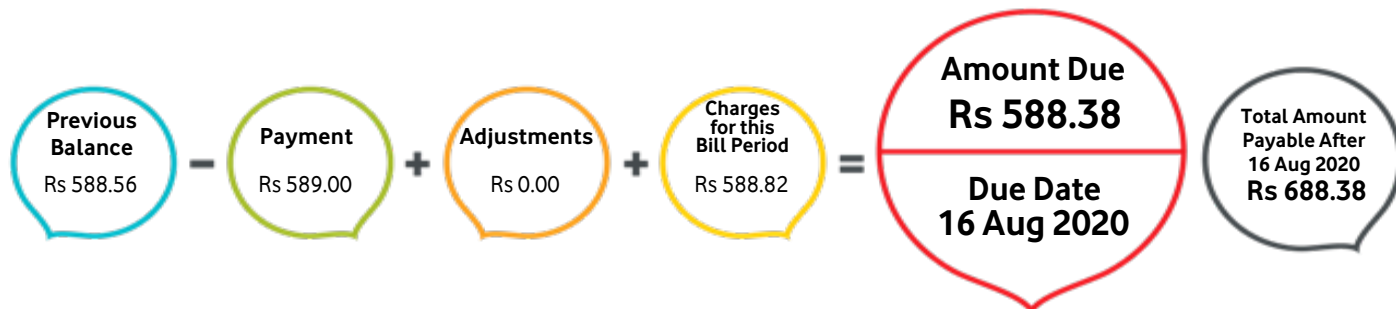 Previous
Balance
Rs 588.56
-
Payment
Rs 589.00
+
Adjustments
Rs 0.00
+
Charges
for this
Bill Period
Rs 588.82
=
Amount Due
Rs 588.38
Due Date
16 Aug 2020
Total Amount
Payable After
16 Aug 2020
Rs 688.38